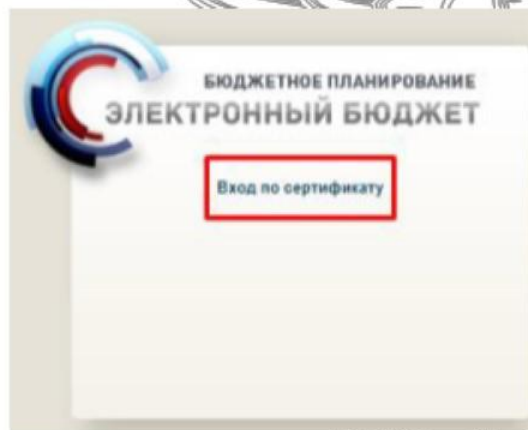 БЮДЖЕТНОЕ ПЛАНИРОВАНИЕ
ЭЛЕКТРОННЫЙ БЮДЖЕТ
Вход по сертификату